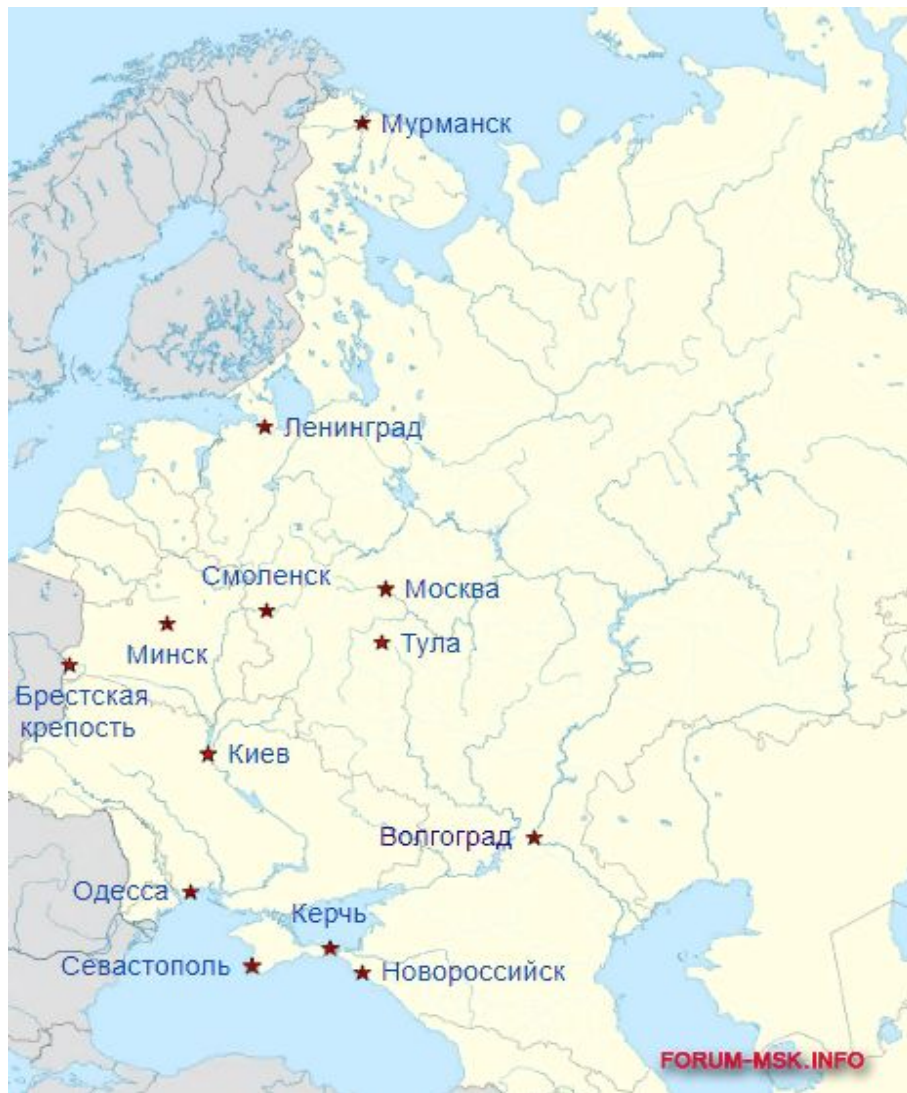 Мурманск
Ленинград
Смоленск
Москва
Минск
Тула
Брестская
крепость
Киев
Волгоград
Одесса
Керчь
Севастополь
Новороссийск
FORUM-MSK.INFO